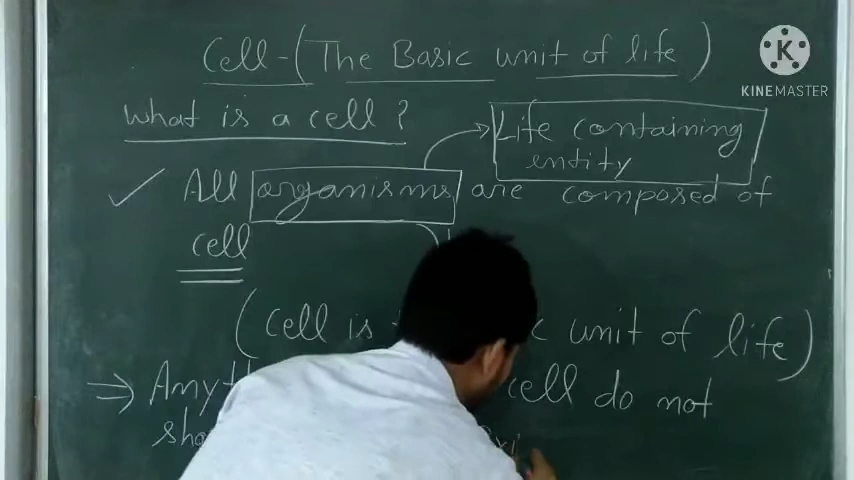 Cell - (The Basic unit of life)
K
KINEMASTER
What is a cell?
Life containing
entity
All organisms are composed of
cell
(cell is unit of life)
⇒ cell do not